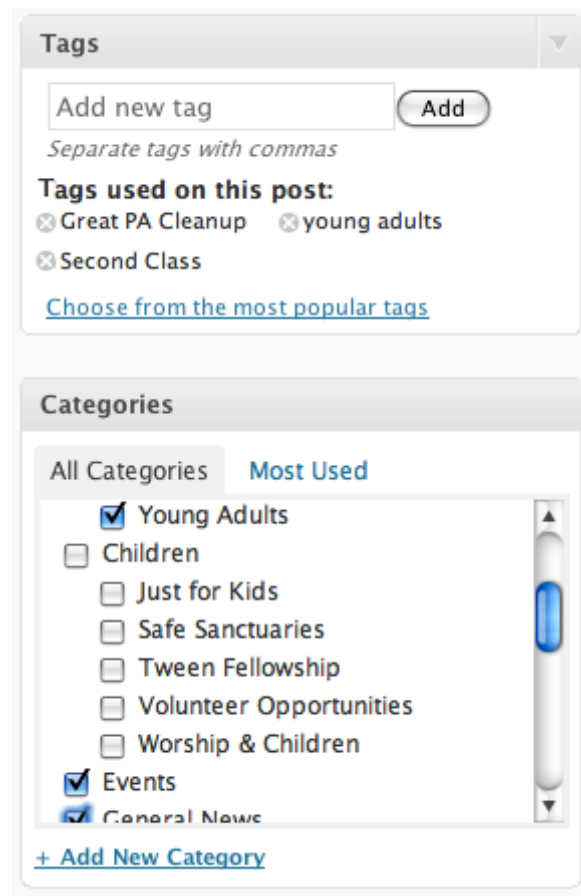 Tags
Add new tag Add
Separate tags with commas
Tags used on this post:
Great PA Cleanup young adults
Second Class
Choose from the most popular tags
Categories
All Categories Most Used
Young Adults
Children
Just for Kids
Safe Sanctuaries
Tween Fellowship
Volunteer Opportunities
Worship & Children
Events
General News
+ Add New Category